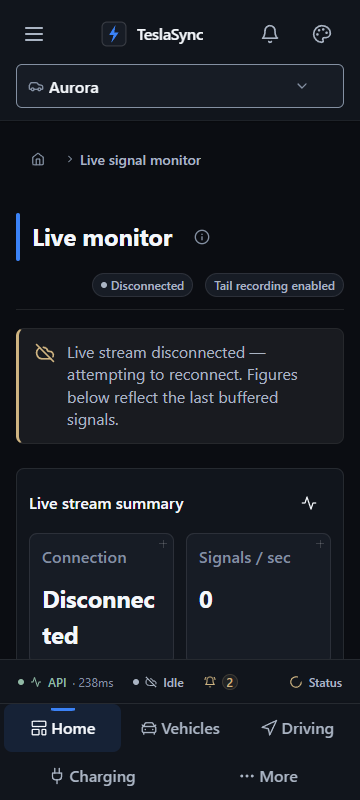 TeslaSync
Aurora
Live signal monitor
Live monitor
Disconnected
Tail recording enabled
Live stream disconnected —
attempting to reconnect. Figures
below reflect the last buffered
signals.
Live stream summary
Connection
Disconnec
ted
Signals / sec
0
API · 238ms
Idle
2
Status
Home
Vehicles
Driving
Charging
More